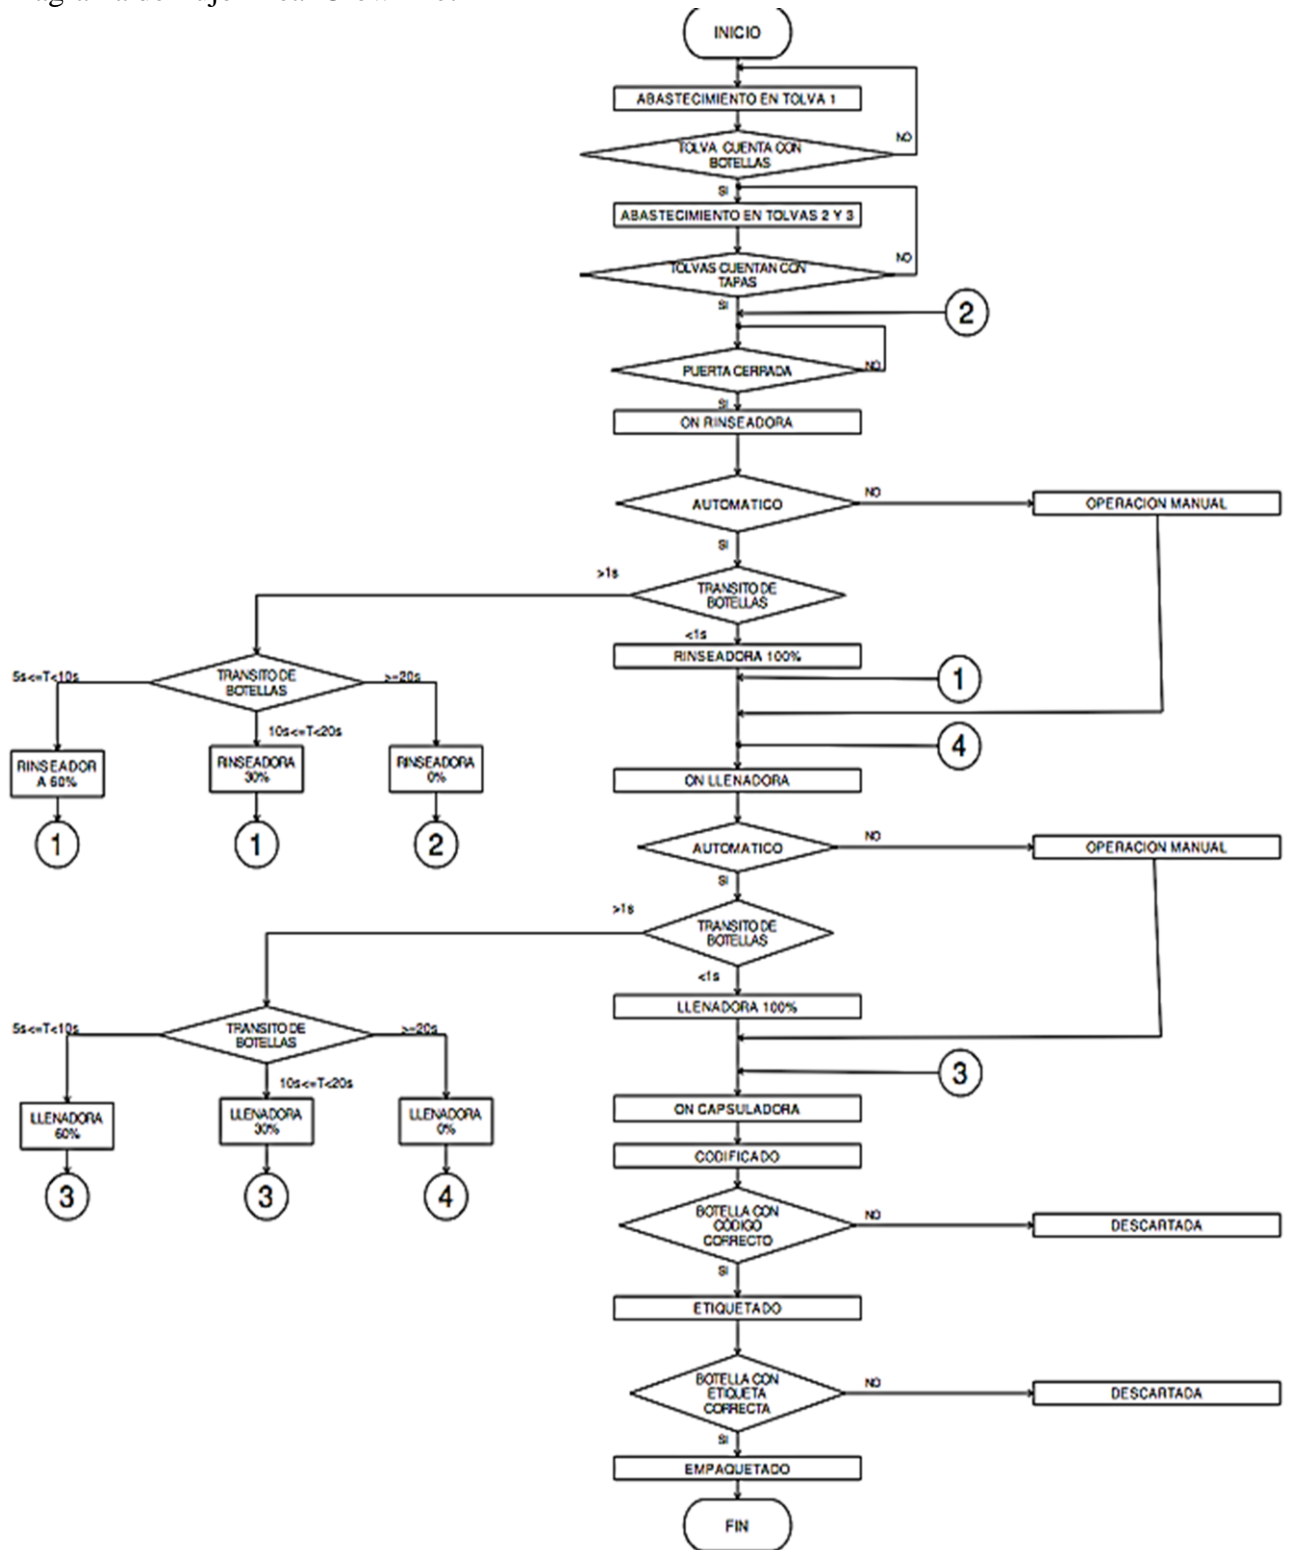 INICIO
ABASTECIMIENTO EN TOLVA 1
NO
TOLVA CUENTA CON
BOTELLAS
SI
ABASTECIMIENTO EN TOLVAS 2 Y 3
NO
TOLVAS CUENTAN CON
TAPAS
SI
2
PUERTA CERRADA
NO
SI
ON RINSEADORA
AUTOMATICO
NO
OPERACION MANUAL
SI
>1s
TRANSITO DE
BOTELLAS
<1s
RINSEADORA 100%
5s<=T<10s
TRANSITO DE
BOTELLAS
>=20s
1
10s<=T<20s
4
RINSEADOR
A 60%
RINSEADORA
30%
RINSEADORA
0%
ON LLENADORA
1
1
2
AUTOMATICO
NO
OPERACION MANUAL
SI
>1s
TRANSITO DE
BOTELLAS
<1s
LLENADORA 100%
5s<=T<10s
TRANSITO DE
BOTELLAS
>=20s
10s<=T<20s
3
LLENADORA
60%
LLENADORA
30%
LLENADORA
0%
ON CAPSULADORA
CODIFICADO
3
3
4
BOTELLA CON
CÓDIGO
CORRECTO
NO
DESCARTADA
SI
ETIQUETADO
BOTELLA CON
ETIQUETA
CORRECTA
NO
DESCARTADA
SI
EMPAQUETADO
FIN